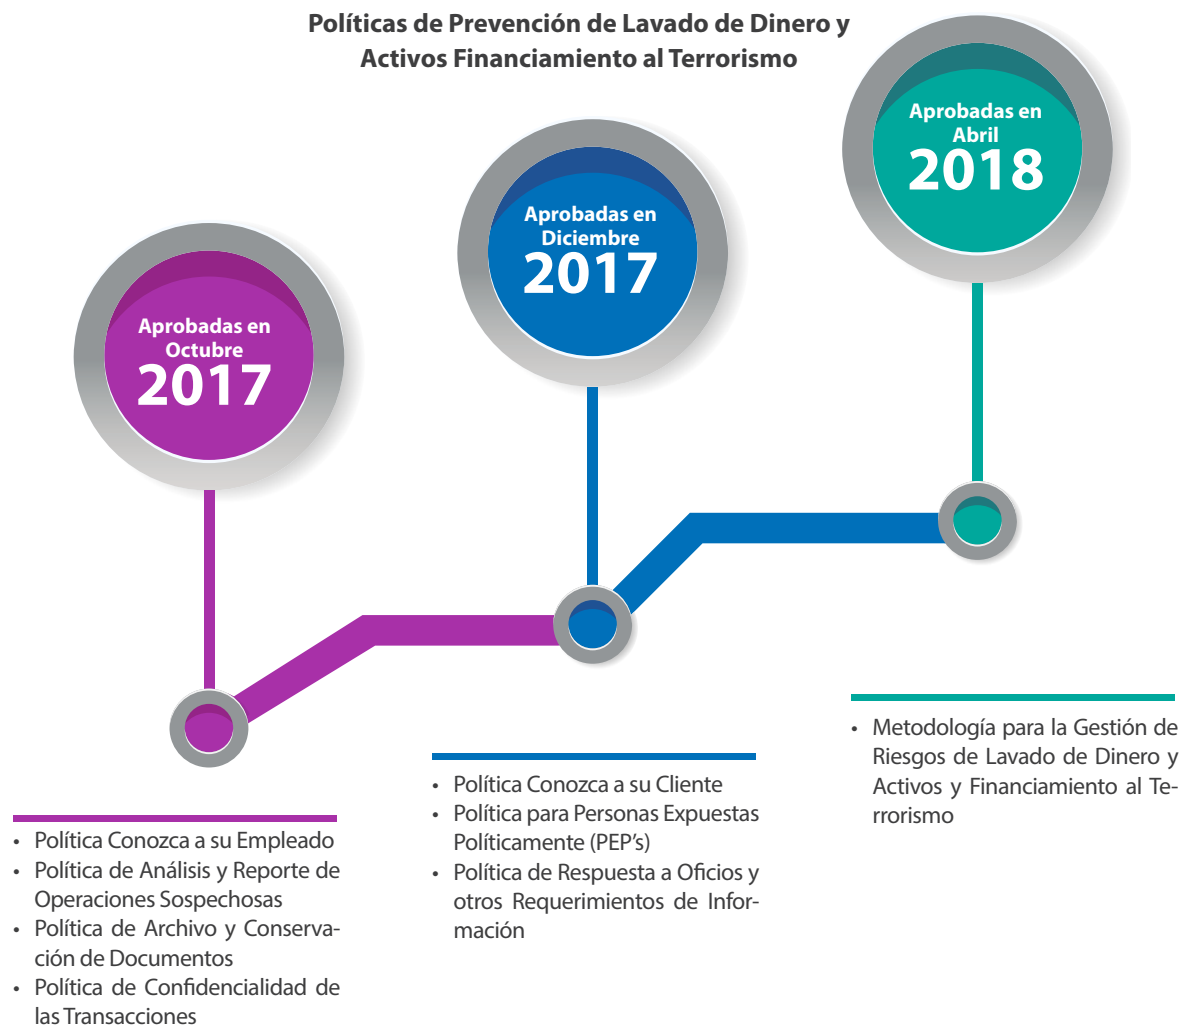 Políticas de Prevención de Lavado de Dinero y
Activos Financiamiento al Terrorismo
Aprobadas en
Octubre
2017
Aprobadas en
Diciembre
2017
Aprobadas en
Abril
2018
• Política Conozca a su Empleado
• Política de Análisis y Reporte de
Operaciones Sospechosas
• Política de Archivo y Conserva-
ción de Documentos
• Política de Confidencialidad de
las Transacciones
• Política Conozca a su Cliente
• Política para Personas Expuestas
Políticamente (PEP’s)
• Política de Respuesta a Oficios y
otros Requerimientos de Infor-
mación
• Metodología para la Gestión de
Riesgos de Lavado de Dinero y
Activos y Financiamiento al Te-
rrorismo